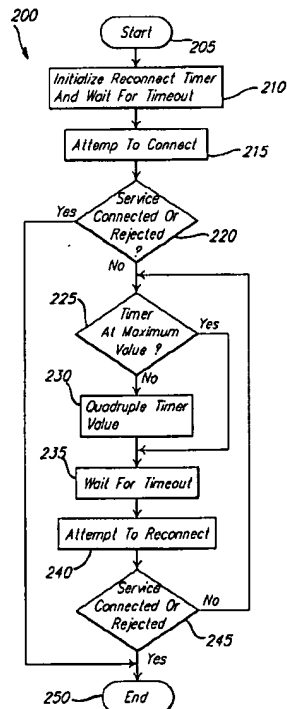 200
Start
205
Initialize Reconnect Timer
And Wait For Timeout
210
Attemp To Connect
215
Service
Connected Or
Rejected
?
220
Yes
No
225
Timer
At Maximum
Value ?
Yes
No
230
Quadruple Timer
Value
235
Wait For Timeout
Attempt To Reconnect
240
Service
Connected Or
Rejected
No
245
Yes
250
End